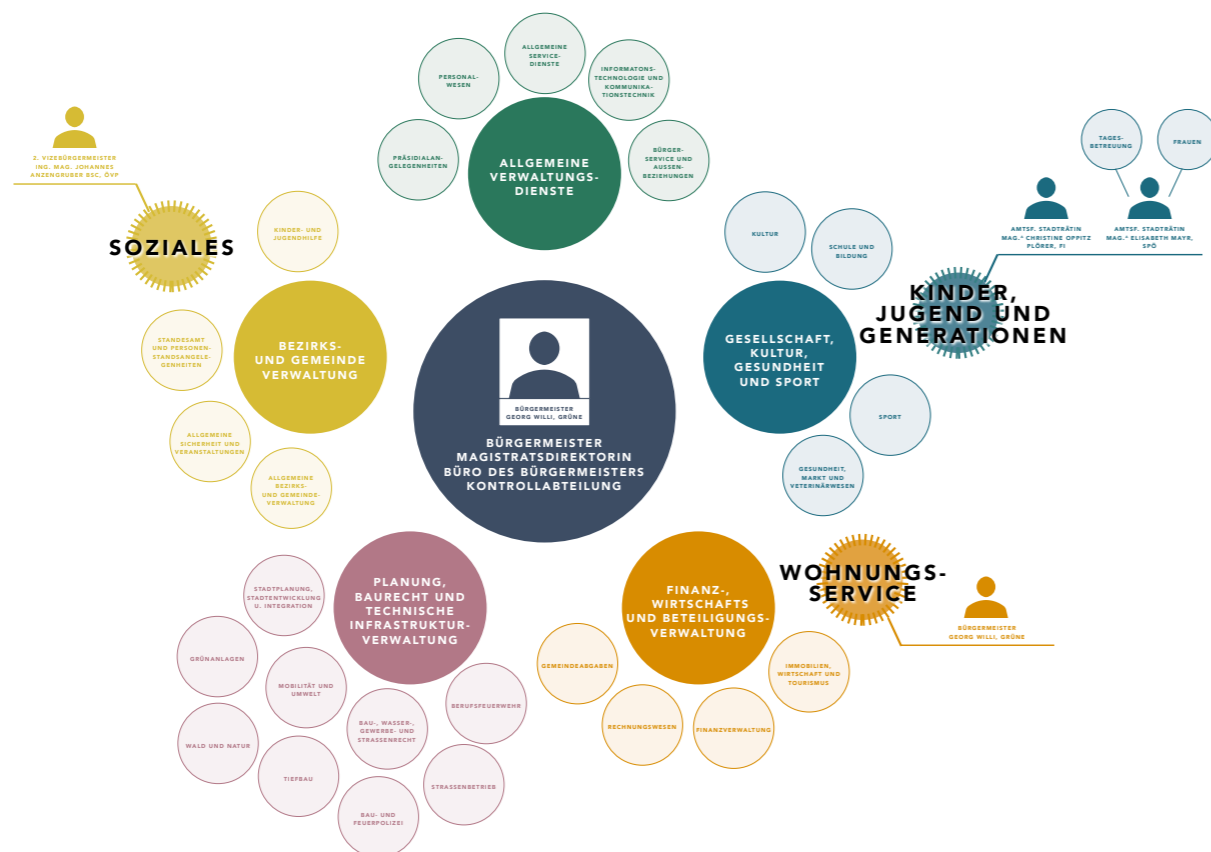 ALLGEMEINE
SERVICE-
DIENSTE
PERSONAL-
WESEN
INFORMATONS-
TECHNOLOGIE UND
KOMMUNIKA-
TIONSTECHNIK
PRÄSIDIALAN-
GELEGENHEITEN
ALLGEMEINE
VERWALTUNGS-
DIENSTE
BÜRGER-
SERVICE UND
AUSSEN-
BEZIEHUNGEN
2. VIZEBÜRGERMEISTER
ING. MAG. JOHANNES
ANZENGRUBER BSC, ÖVP
SOZIALES
KINDER- UND
JUGENDHILFE
STANDESAMT
UND PERSONEN-
STANDSANGELE-
GENHEITEN
BEZIRKS-
UND GEMEINDE
VERWALTUNG
ALLGEMEINE
SICHERHEIT UND
VERANSTALTUNGEN
ALLGEMEINE
BEZIRKS-
UND GEMEINDE-
VERWALTUNG
BÜRGERMEISTER
GEORG WILLI, GRÜNE
BÜRGERMEISTER
MAGISTRATSDIREKTORIN
BÜRO DES BÜRGERMEISTERS
KONTROLLABTEILUNG
KULTUR
SCHULE UND
BILDUNG
GESELLSCHAFT,
KULTUR,
GESUNDHEIT
UND SPORT
SPORT
GESUNDHEIT,
MARKT UND
VETERINÄRWESEN
TAGES-
BETREUUNG
FRAUEN
AMTSF. STADTRÄTIN
MAG.ᴬ CHRISTINE OPPITZ
PLÖRER, FI
AMTSF. STADTRÄTIN
MAG.ᴬ ELISABETH MAYR,
SPÖ
KINDER,
JUGEND UND
GENERATIONEN
STADTPLANUNG,
STADTENTWICKLUNG
U. INTEGRATION
PLANUNG,
BAURECHT UND
TECHNISCHE
INFRASTRUKTUR-
VERWALTUNG
GRÜNANLAGEN
MOBILITÄT UND
UMWELT
BERUFSFEUERWEHR
WALD UND NATUR
BAU-, WASSER-,
GEWERBE- UND
STRASSENRECHT
TIEFBAU
STRASSENBETRIEB
BAU- UND
FEUERPOLIZEI
FINANZ-,
WIRTSCHAFTS
UND BETEILIGUNGS-
VERWALTUNG
WOHNUNGS-
SERVICE
BÜRGERMEISTER
GEORG WILLI, GRÜNE
GEMEINDEABGABEN
IMMOBILIEN,
WIRTSCHAFT UND
TOURISMUS
RECHNUNGSWESEN
FINANZVERWALTUNG